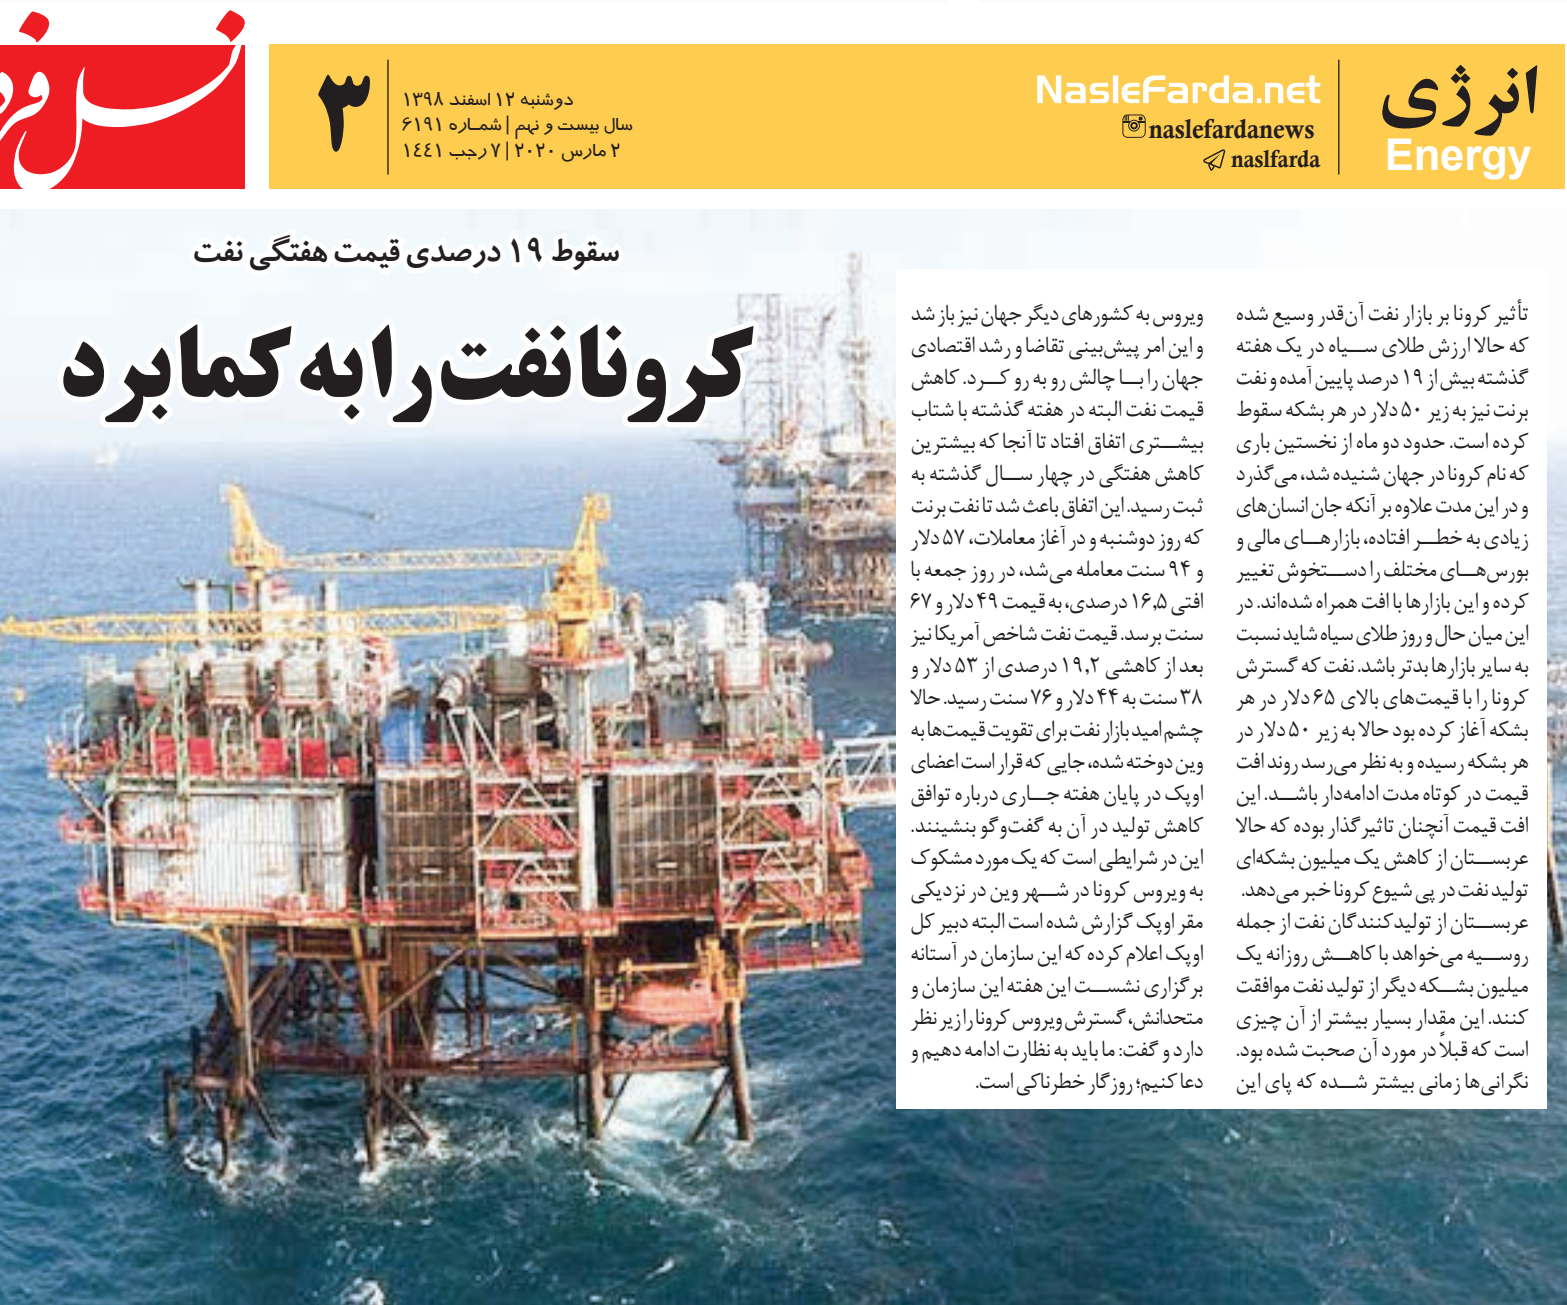 انرژی
Energy
NasleFarda.net
naslefardanews
naslfarda
دوشنبه ۱۲ اسفند ۱۳۹۸
سال بیست و نهم | شماره ۶۱۹۱
۲ مارس ۲۰۲۰ | ۷ رجب ۱۴۴۱
۳
نسل فرد
سقوط ۱۹ درصدی قیمت هفتگی نفت
کرونا نفت را به کما برد
تأثیر کرونا بر بازار نفت آن‌قدر وسیع شده
که حالا ارزش طلای سیاه در یک هفته
گذشته بیش از ۱۹ درصد پایین آمده و نفت
برنت نیز به زیر ۵۰ دلار در هر بشکه سقوط
کرده است. حدود دو ماه از نخستین باری
که نام کرونا در جهان شنیده شد، می‌گذرد
و در این مدت علاوه بر آنکه جان انسان‌های
زیادی به خطر افتاده، بازارهای مالی و
بورس‌های مختلف را دستخوش تغییر
کرده و این بازارها با افت همراه شده‌اند. در
این میان حال و روز طلای سیاه شاید نسبت
به سایر بازارها بدتر باشد. نفت که گسترش
کرونا را با قیمت‌های بالای ۶۵ دلار در هر
بشکه آغاز کرده بود حالا به زیر ۵۰ دلار در
هر بشکه رسیده و به نظر می‌رسد روند افت
قیمت در کوتاه مدت ادامه‌دار باشد. این
افت قیمت آنچنان تاثیرگذار بوده که حالا
عربستان از کاهش یک میلیون بشکه‌ای
تولید نفت در پی شیوع کرونا خبر می‌دهد.
عربستان از تولیدکنندگان نفت از جمله
روسیه می‌خواهد با کاهش روزانه یک
میلیون بشکه دیگر از تولید نفت موافقت
کنند. این مقدار بسیار بیشتر از آن چیزی
است که قبلاً در مورد آن صحبت شده بود.
نگرانی‌ها زمانی بیشتر شده که پای این
ویروس به کشورهای دیگر جهان نیز باز شد
و این امر پیش‌بینی تقاضا و رشد اقتصادی
جهان را با چالش رو به رو کرد. کاهش
قیمت نفت البته در هفته گذشته با شتاب
بیشتری اتفاق افتاد تا آنجا که بیشترین
کاهش هفتگی در چهار سال گذشته به
ثبت رسید. این اتفاق باعث شد تا نفت برنت
که روز دوشنبه و در آغاز معاملات، ۵۷ دلار
و ۹۴ سنت معامله می‌شد، در روز جمعه با
افتی ۱۶٫۵ درصدی، به قیمت ۴۹ دلار و ۶۷
سنت برسد. قیمت نفت شاخص آمریکا نیز
بعد از کاهشی ۱۹٫۲ درصدی از ۵۳ دلار و
۳۸ سنت به ۴۴ دلار و ۷۶ سنت رسید. حالا
چشم امید بازار نفت برای تقویت قیمت‌ها به
وین دوخته شده، جایی که قرار است اعضای
اوپک در پایان هفته جاری درباره توافق
کاهش تولید در آن به گفت‌وگو بنشینند.
این در شرایطی است که یک مورد مشکوک
به ویروس کرونا در شهر وین در نزدیکی
مقر اوپک گزارش شده است البته دبیر کل
اوپک اعلام کرده که این سازمان در آستانه
برگزاری نشست این هفته این سازمان و
متحدانش، گسترش ویروس کرونا را زیر نظر
دارد و گفت: ما باید به نظارت ادامه دهیم و
دعا کنیم؛ روزگار خطرناکی است.